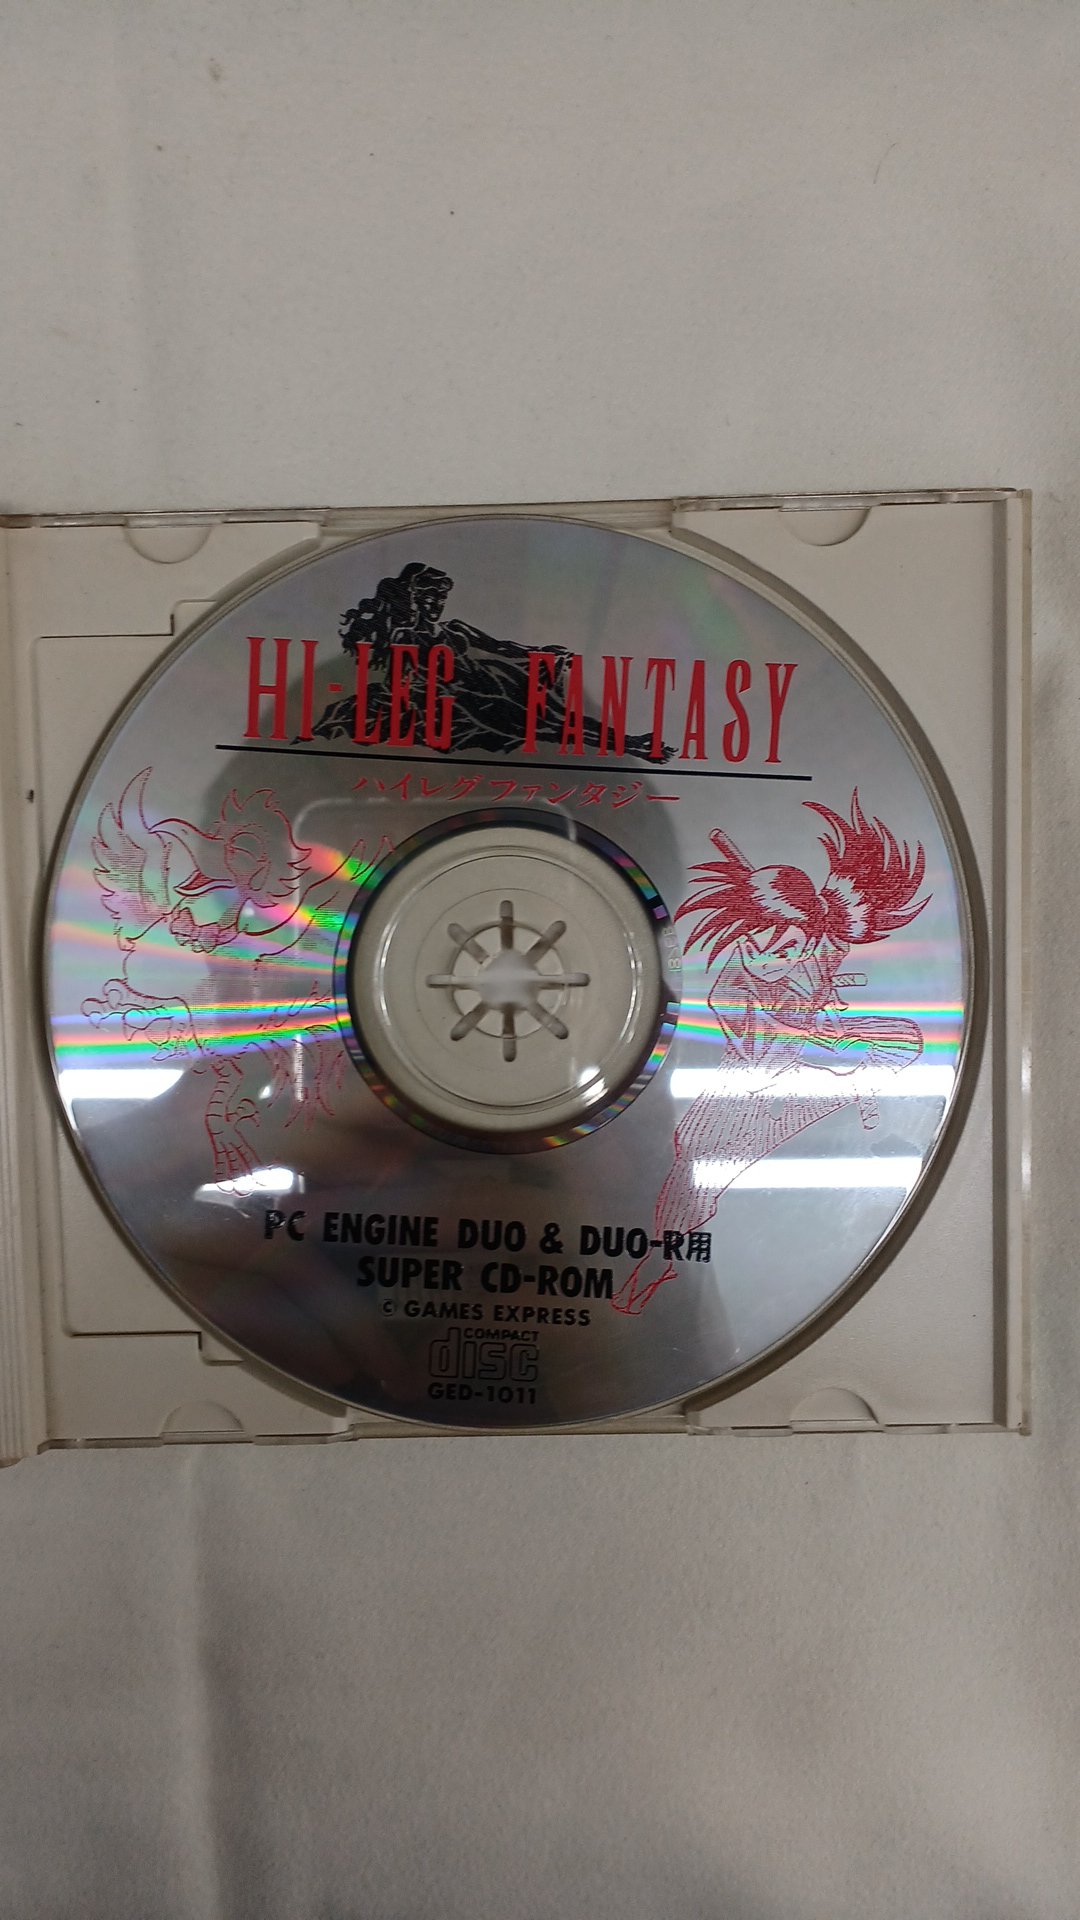 HI-LEG FANTASY
ハイレグファンタジー
PC ENGINE DUO & DUO-R用
SUPER CD-ROM
© GAMES EXPRESS
COMPACT
disc
GED-1011